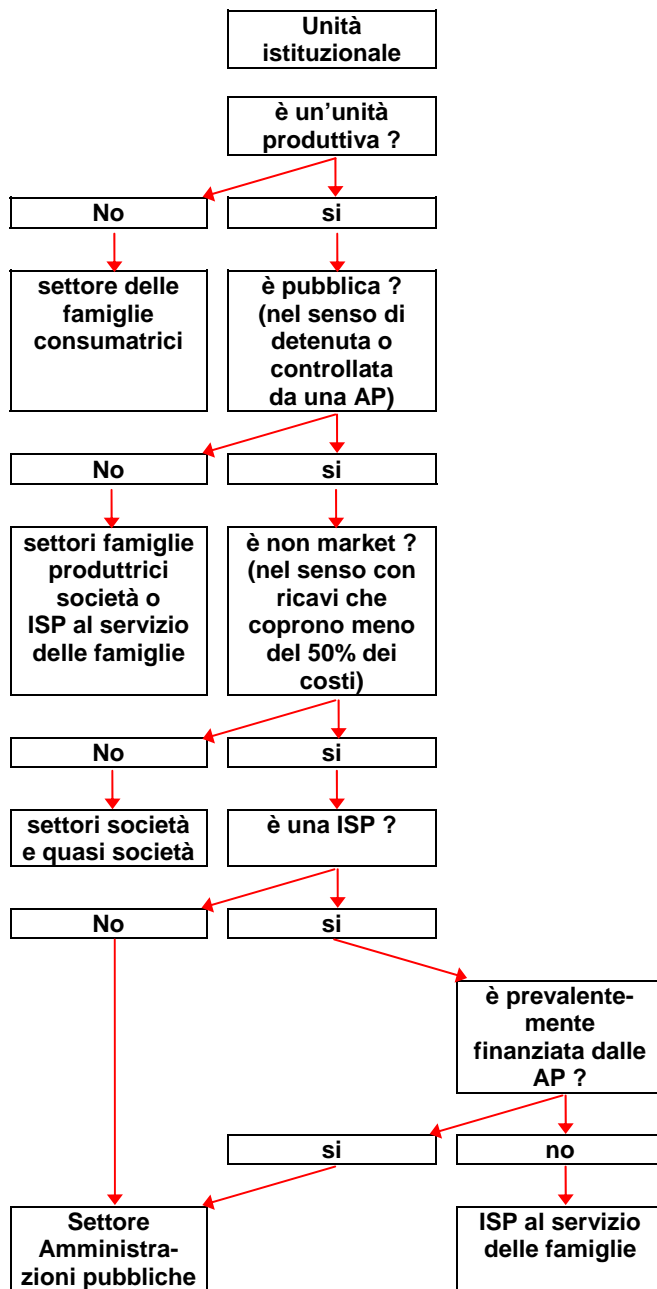 Unità
istituzionale
è un'unità
produttiva ?
No
si
settore delle
famiglie
consumatrici
è pubblica ?
(nel senso di
detenuta o
controllata
da una AP)
No
si
settori famiglie
produttrici
società o
ISP al servizio
delle famiglie
è non market ?
(nel senso con
ricavi che
coprono meno
del 50% dei
costi)
No
si
settori società
e quasi società
è una ISP ?
No
si
è prevalente-
mente
finanziata dalle
AP ?
si
no
Settore
Amministra-
zioni pubbliche
ISP al servizio
delle famiglie